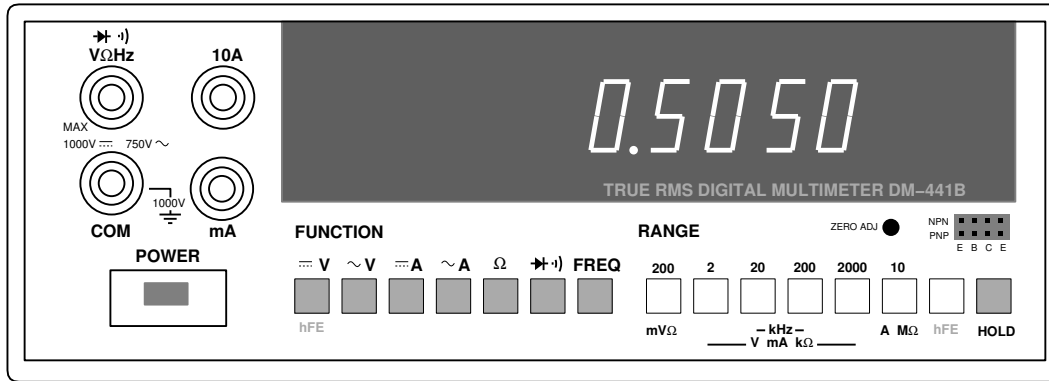 VΩHz
10A
0.5050
MAX
1000V ⎓ 750V ∼
1000V
TRUE RMS DIGITAL MULTIMETER DM–441B
COM
mA
POWER
FUNCTION
⎓ V ∼ V ⎓ A ∼ A Ω FREQ
hFE
RANGE
ZERO ADJ
NPN
PNP
E B C E
200 2 20 200 2000 10
mVΩ
kHz
V mA kΩ
A MΩ
hFE
HOLD